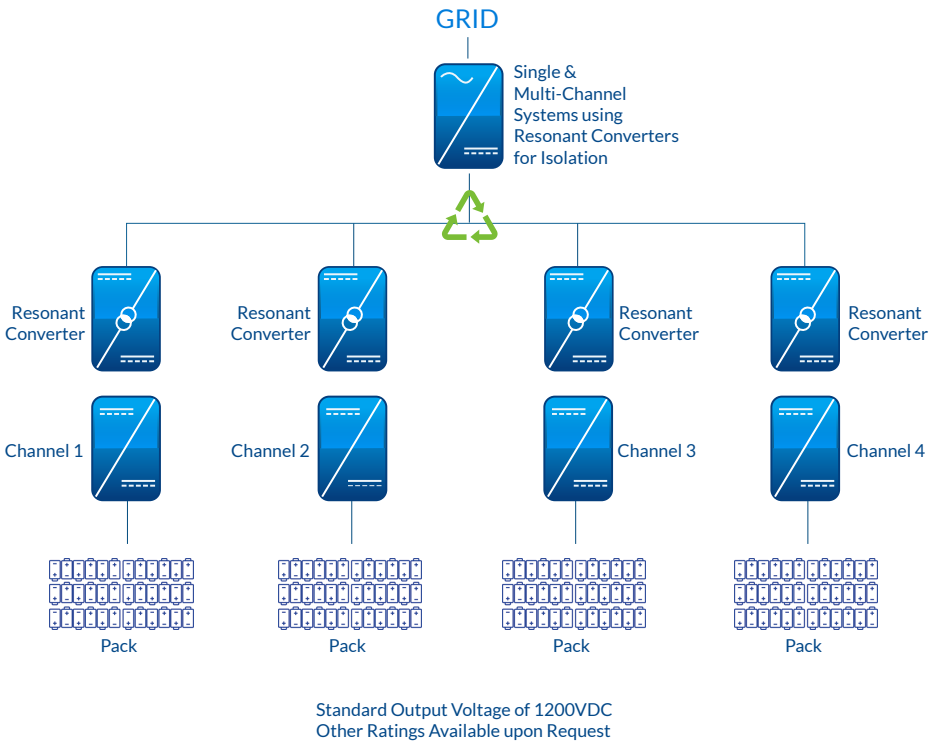 GRID
Single &
Multi-Channel
Systems using
Resonant Converters
for Isolation
Resonant
Converter
Resonant
Converter
Resonant
Converter
Resonant
Converter
Channel 1
Channel 2
Channel 3
Channel 4
Pack
Pack
Pack
Pack
Standard Output Voltage of 1200VDC
Other Ratings Available upon Request